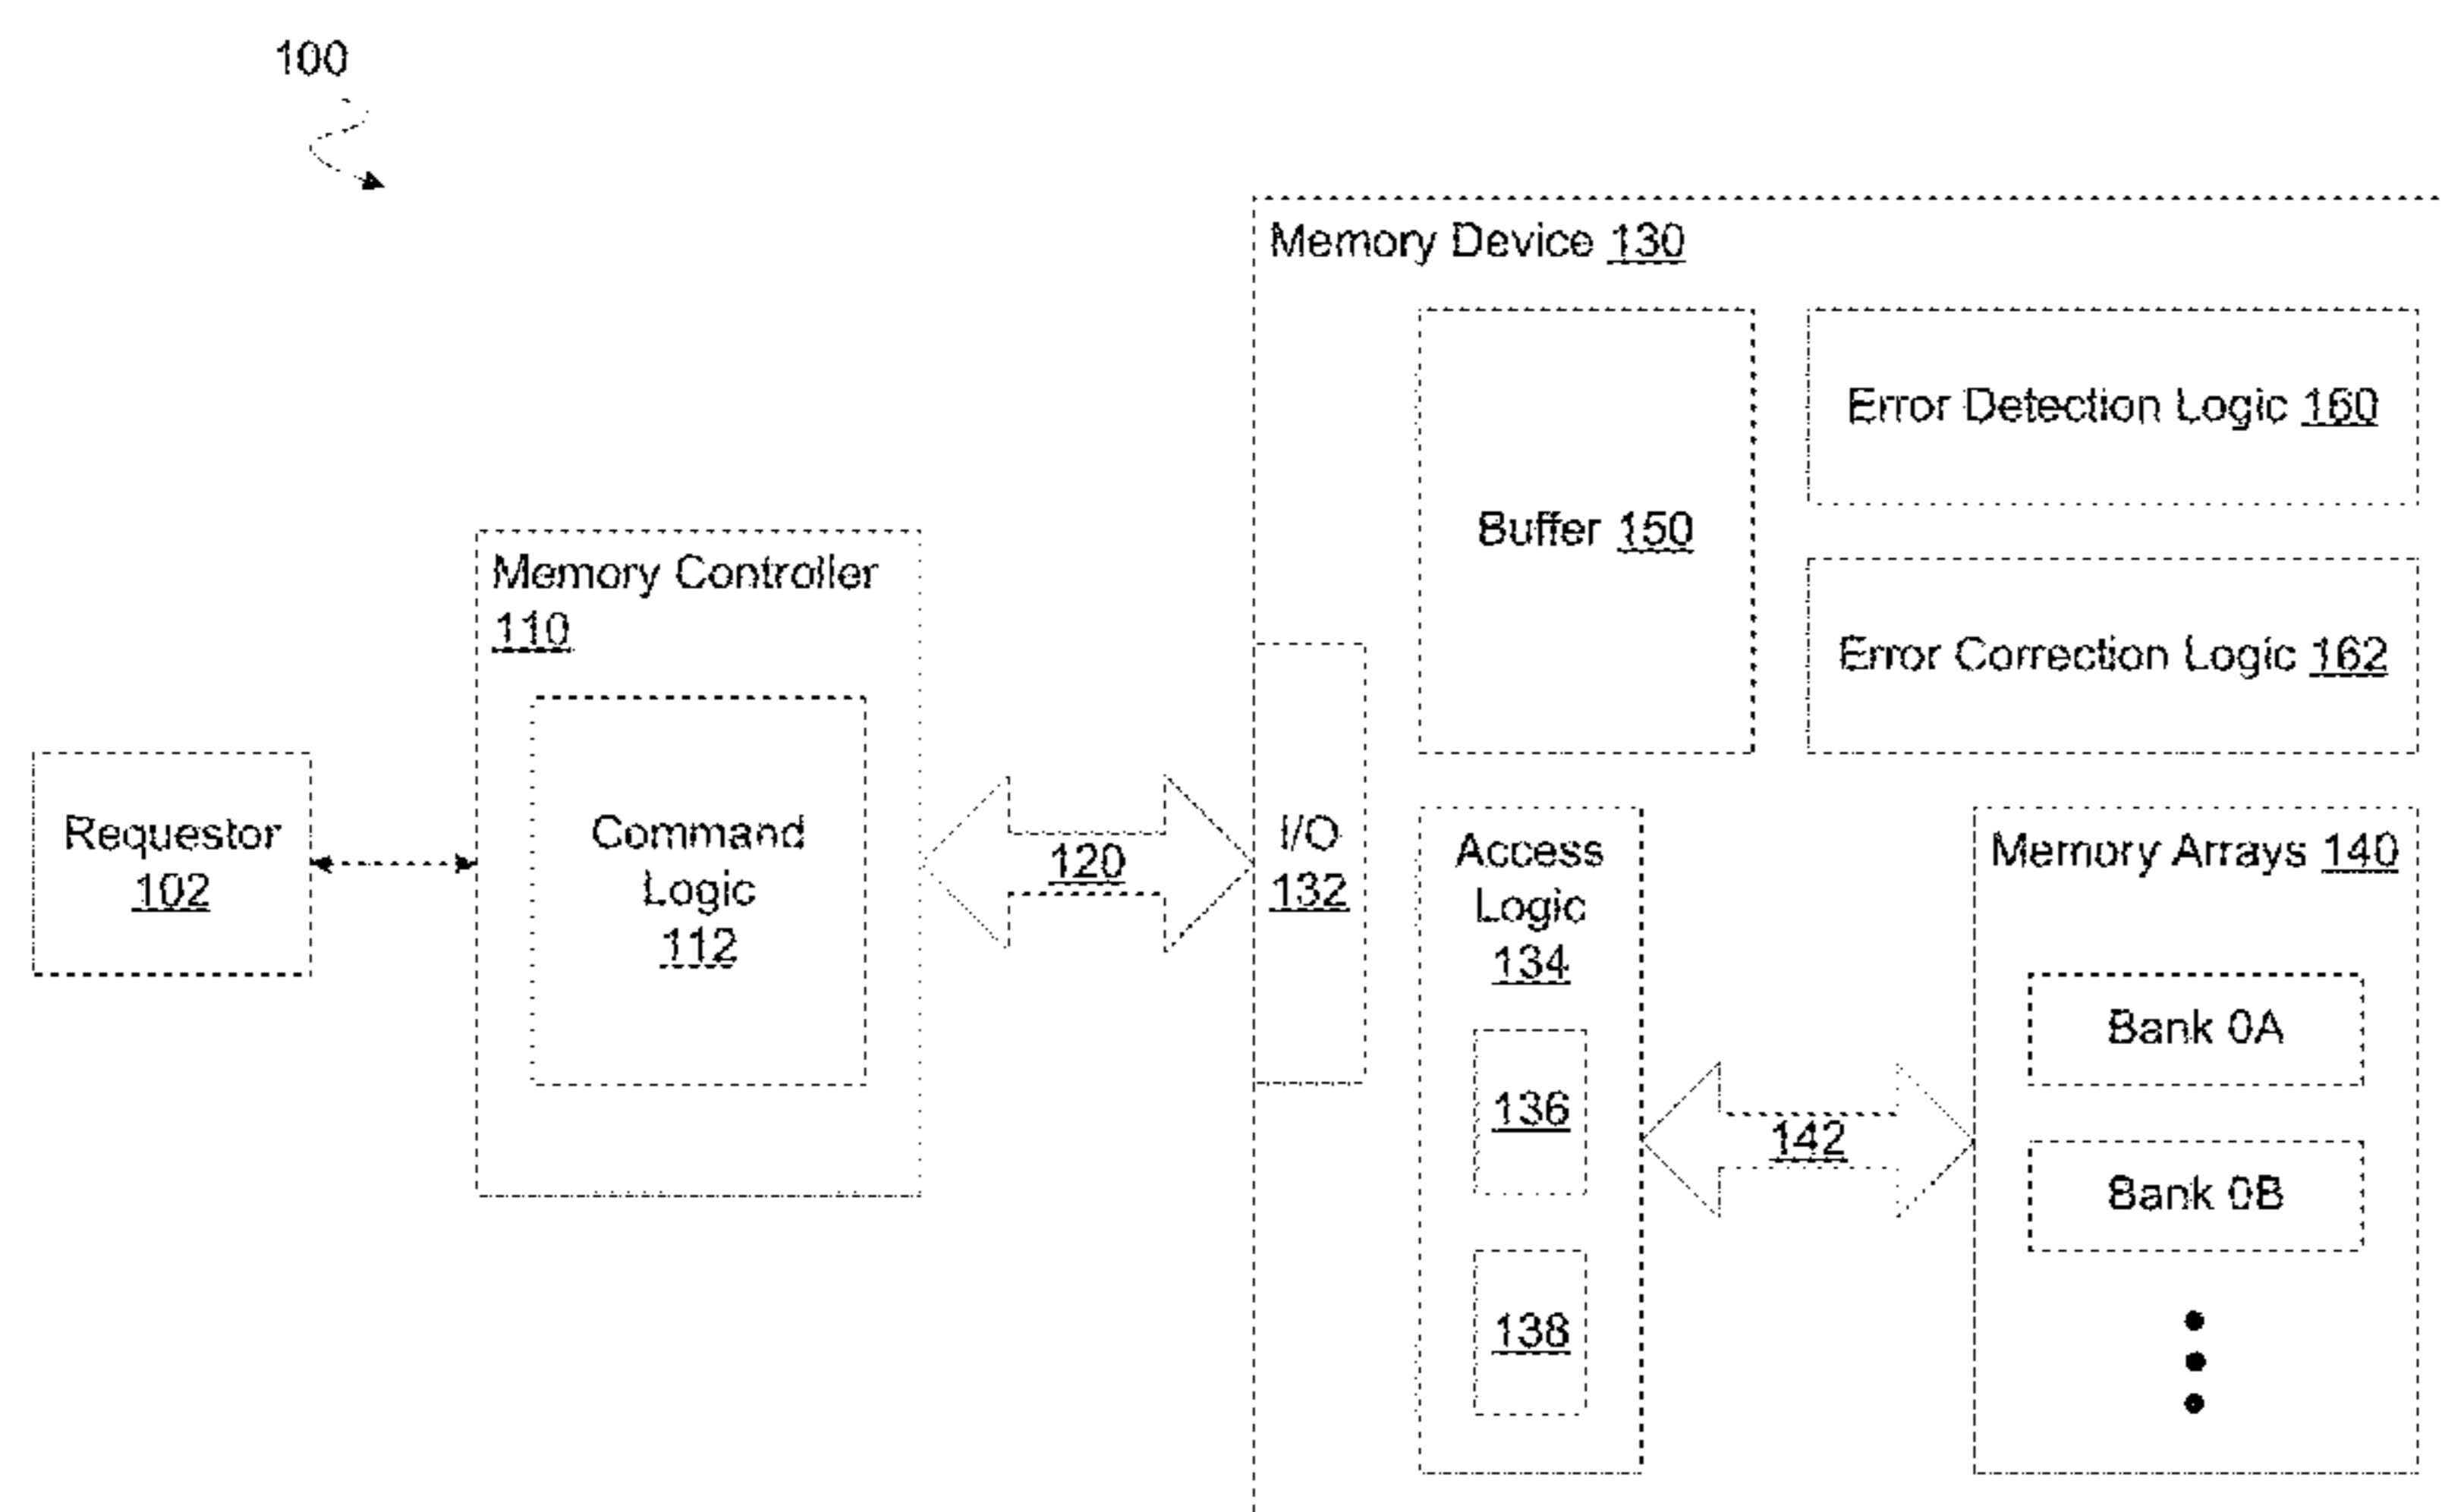 100
Memory Device 130
Buffer 150
Error Detection Logic 160
Error Correction Logic 162
Memory Controller
110
Command
Logic
112
Requestor
102
120
I/O
132
Access
Logic
134
136
138
142
Memory Arrays 140
Bank 0A
Bank 0B